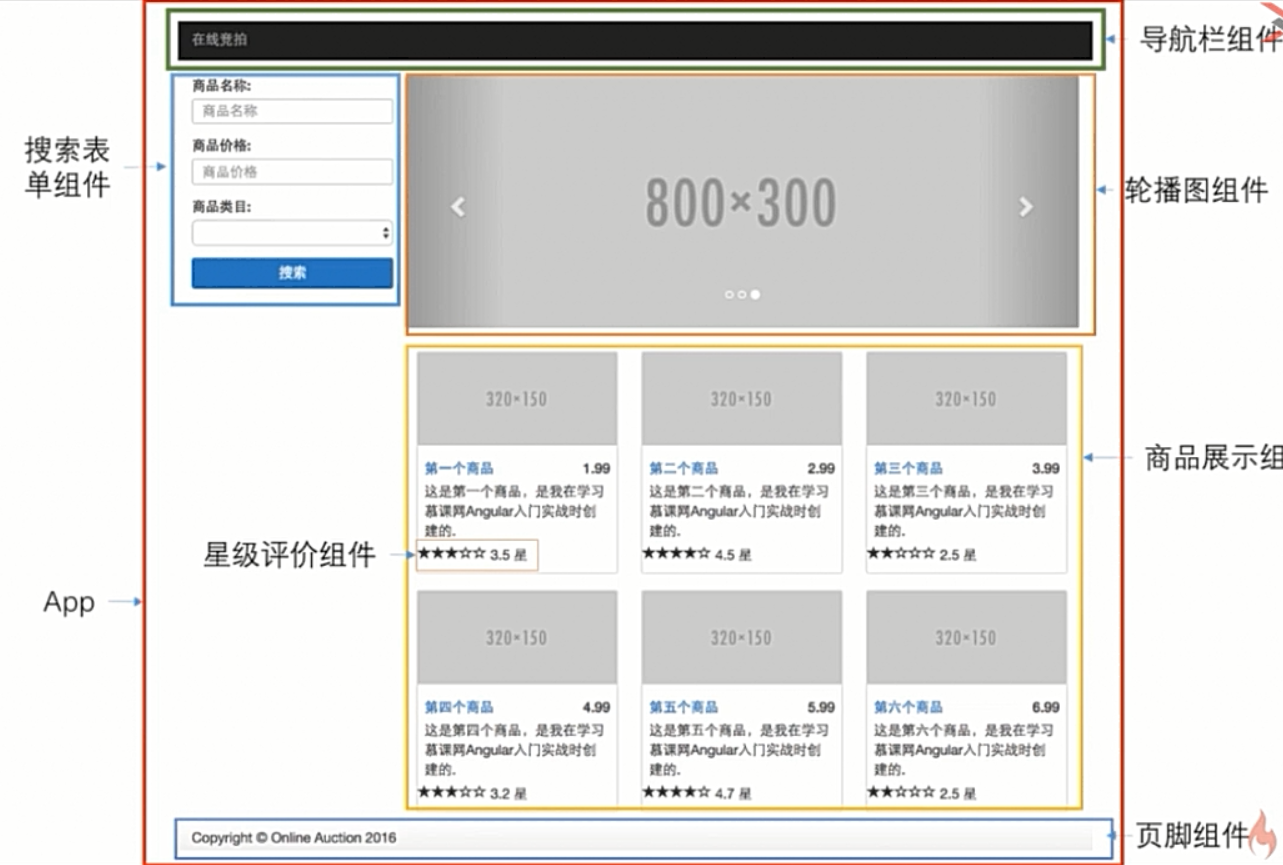 在线竞拍
导航栏组件
商品名称:
商品名称
商品价格:
商品价格
商品类目:
搜索
搜索表
单组件
800×300
轮播图组件
320×150
320×150
320×150
第一个商品 1.99
这是第一个商品，是我在学习
慕课网Angular入门实战时创
建的.
★★★☆☆ 3.5 星
第二个商品 2.99
这是第二个商品，是我在学习
慕课网Angular入门实战时创
建的.
★★★★☆ 4.5 星
第三个商品 3.99
这是第三个商品，是我在学习
慕课网Angular入门实战时创
建的.
★★☆☆☆ 2.5 星
商品展示组
星级评价组件
App
320×150
320×150
320×150
第四个商品 4.99
这是第四个商品，是我在学习
慕课网Angular入门实战时创
建的.
★★★☆☆ 3.2 星
第五个商品 5.99
这是第五个商品，是我在学习
慕课网Angular入门实战时创
建的.
★★★★☆ 4.7 星
第六个商品 6.99
这是第六个商品，是我在学习
慕课网Angular入门实战时创
建的.
★★☆☆☆ 2.5 星
Copyright © Online Auction 2016
页脚组件